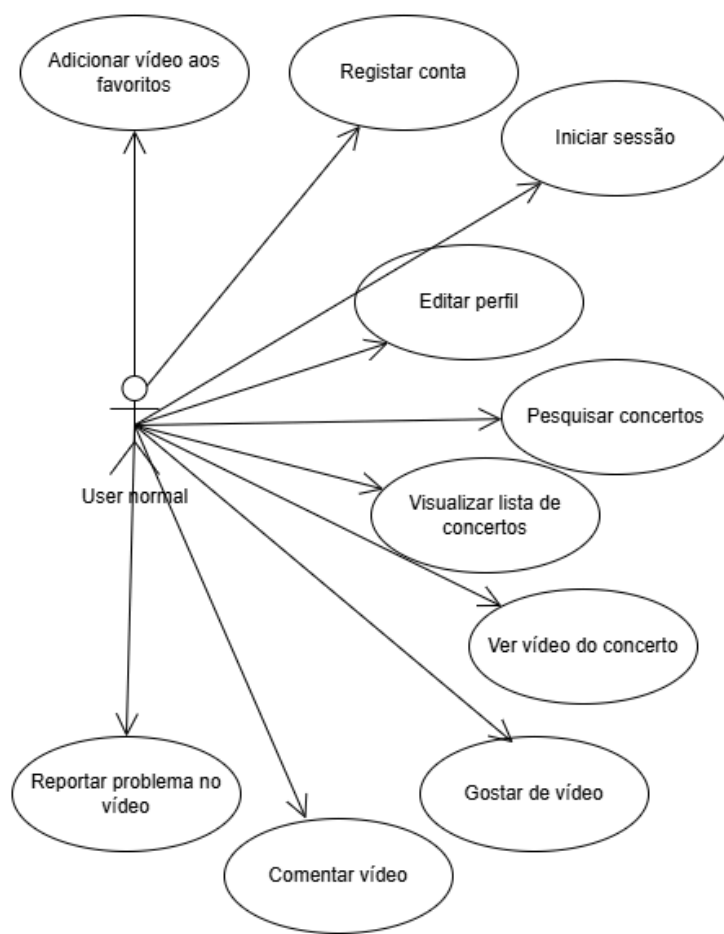 Adicionar vídeo aos
favoritos
Registar conta
Iniciar sessão
Editar perfil
Pesquisar concertos
User normal
Visualizar lista de
concertos
Ver vídeo do concerto
Reportar problema no
vídeo
Gostar de vídeo
Comentar vídeo